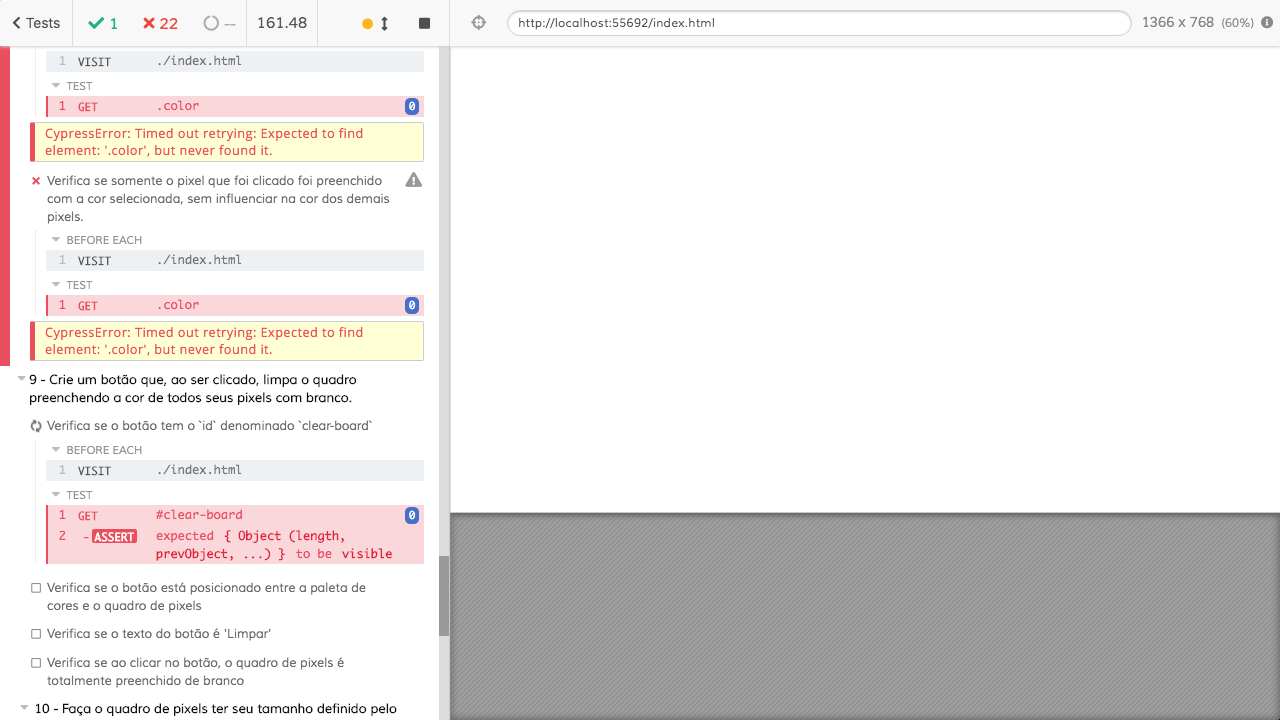 Tests 1 22 -- 161.48 http://localhost:55692/index.html 1366 x 768 (60%)
1 VISIT ./index.html
TEST
1 GET .color 0
CypressError: Timed out retrying: Expected to find
element: '.color', but never found it.
Verifica se somente o pixel que foi clicado foi preenchido
com a cor selecionada, sem influenciar na cor dos demais
pixels.
BEFORE EACH
1 VISIT ./index.html
TEST
1 GET .color 0
CypressError: Timed out retrying: Expected to find
element: '.color', but never found it.
9 - Crie um botão que, ao ser clicado, limpa o quadro
preenchendo a cor de todos seus pixels com branco.
Verifica se o botão tem o `id` denominado `clear-board`
BEFORE EACH
1 VISIT ./index.html
TEST
1 GET #clear-board 0
2 - ASSERT expected { Object (length,
prevObject, ...) } to be visible
Verifica se o botão está posicionado entre a paleta de
cores e o quadro de pixels
Verifica se o texto do botão é 'Limpar'
Verifica se ao clicar no botão, o quadro de pixels é
totalmente preenchido de branco
10 - Faça o quadro de pixels ter seu tamanho definido pelo